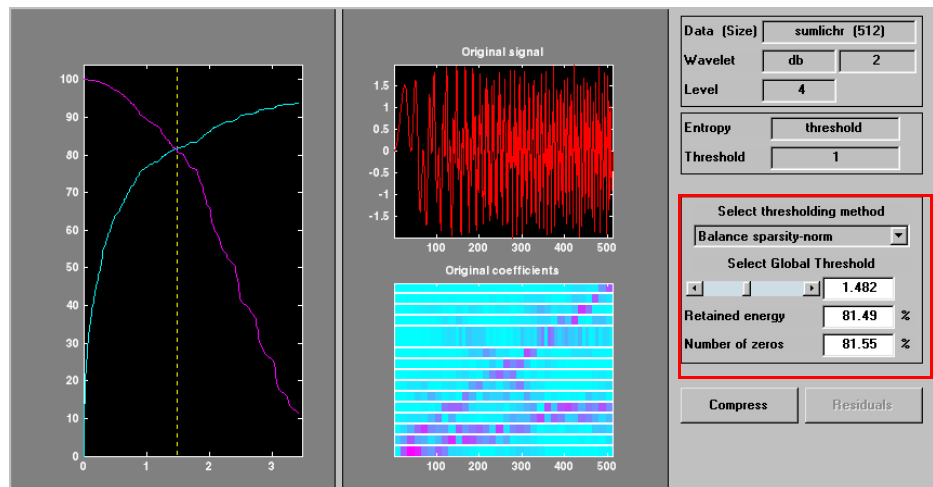 100
90
80
70
60
50
40
30
20
10
0
0 1 2 3
Original signal
1.5
1
0.5
0
-0.5
-1
-1.5
100 200 300 400 500
Original coefficients
100 200 300 400 500
Data (Size) sumlichr (512)
Wavelet db 2
Level 4
Entropy threshold
Threshold 1
Select thresholding method
Balance sparsity-norm
Select Global Threshold
1.482
Retained energy 81.49 %
Number of zeros 81.55 %
Compress Residuals